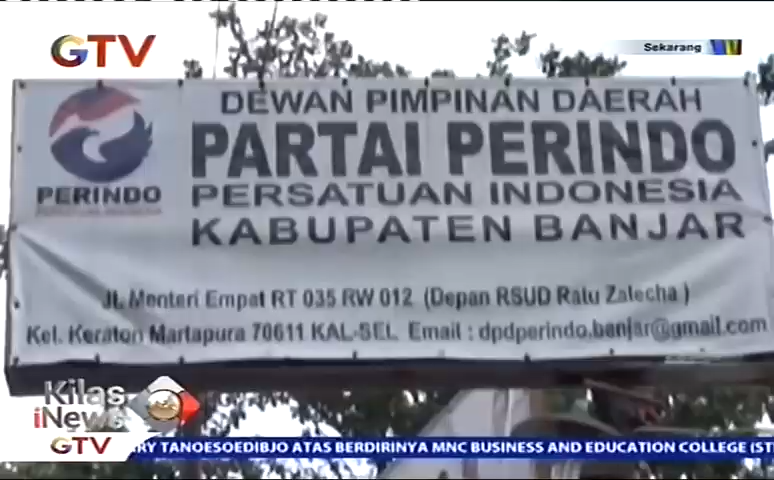 GTV
Sekarang
DEWAN PIMPINAN DAERAH
PARTAI PERINDO
PERINDO
PERSATUAN INDONESIA
KABUPATEN BANJAR
Jl. Menteri Empat RT 035 RW 012 (Depan RSUD Ratu Zalecha)
Kel. Keraton Martapura 70611 KAL-SEL Email : dpdperindo.banjar@gmail.com
Kilas
iNews
GTV
RY TANOESOEDIBJO ATAS BERDIRINYA MNC BUSINESS AND EDUCATION COLLEGE (ST